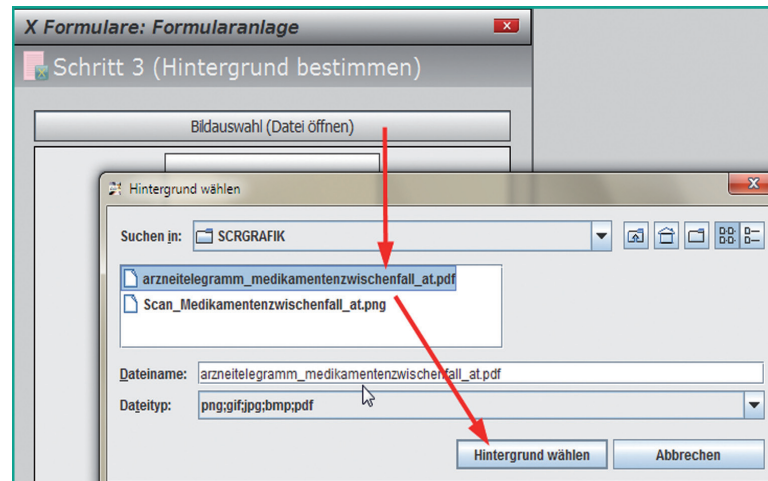 X Formulare: Formularanlage
Schritt 3 (Hintergrund bestimmen)
Bildauswahl (Datei öffnen)
Hintergrund wählen
Suchen in: SCRGRAFIK
arzneitelegramm_medikamentenzwischenfall_at.pdf
Scan_Medikamentenzwischenfall_at.png
Dateiname: arzneitelegramm_medikamentenzwischenfall_at.pdf
Dateityp: png;gif;jpg;bmp;pdf
Hintergrund wählen Abbrechen